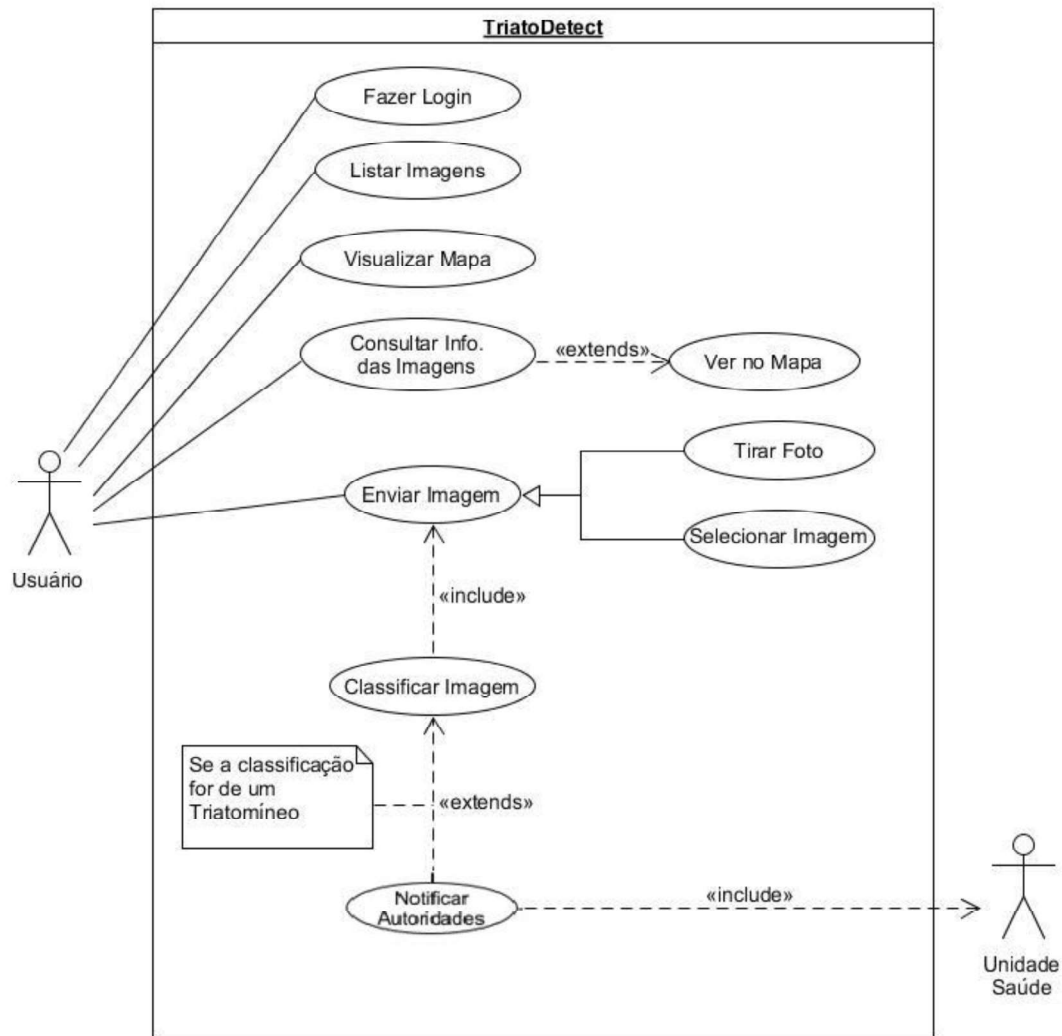 TriatoDetect
Fazer Login
Listar Imagens
Visualizar Mapa
Consultar Info.
das Imagens
«extends»
Ver no Mapa
Tirar Foto
Enviar Imagem
Selecionar Imagem
Usuário
«include»
Classificar Imagem
Se a classificação
for de um
Triatomíneo
«extends»
Notificar
Autoridades
«include»
Unidade
Saúde